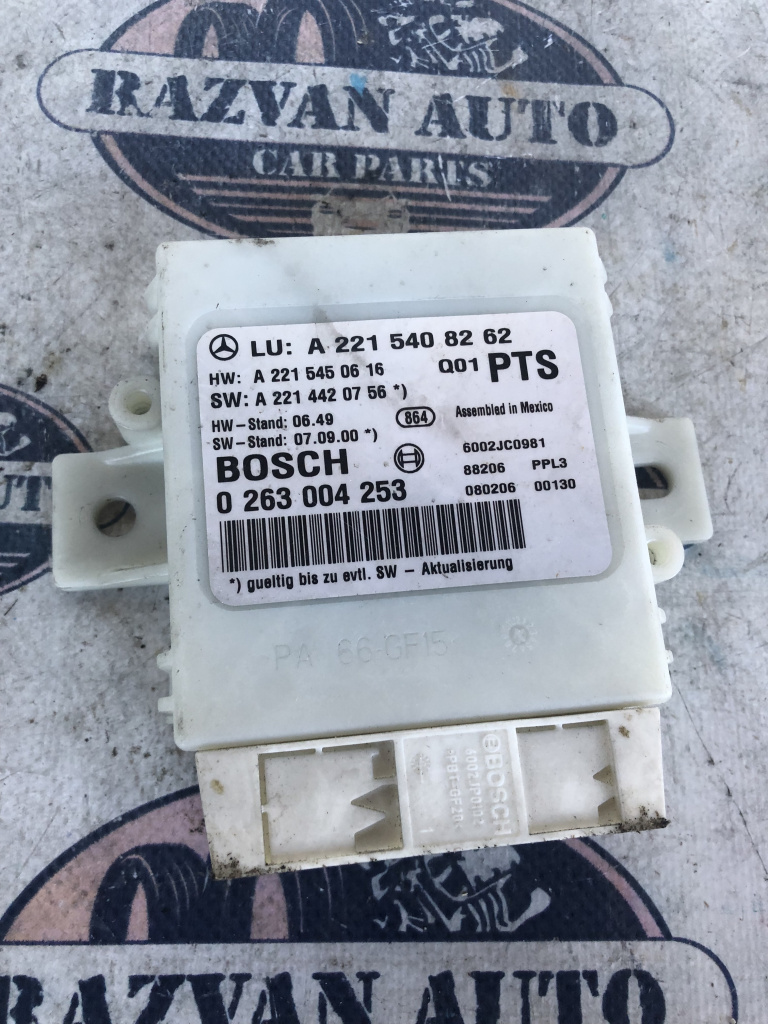 RAZVAN AUTO
CAR PARTS
LU: A 221 540 82 62
HW: A 221 545 06 16 Q01 PTS
SW: A 221 442 07 56 *)
HW-Stand: 06.49 864 Assembled in Mexico
SW-Stand: 07.09.00 *)
BOSCH 6002JC0981
88206 PPL3
0 263 004 253 080206 00130
*) gueltig bis zu evtl. SW - Aktualisierung
AUTO
PA 66-GF15
BOSCH
RAZVAN AUTO